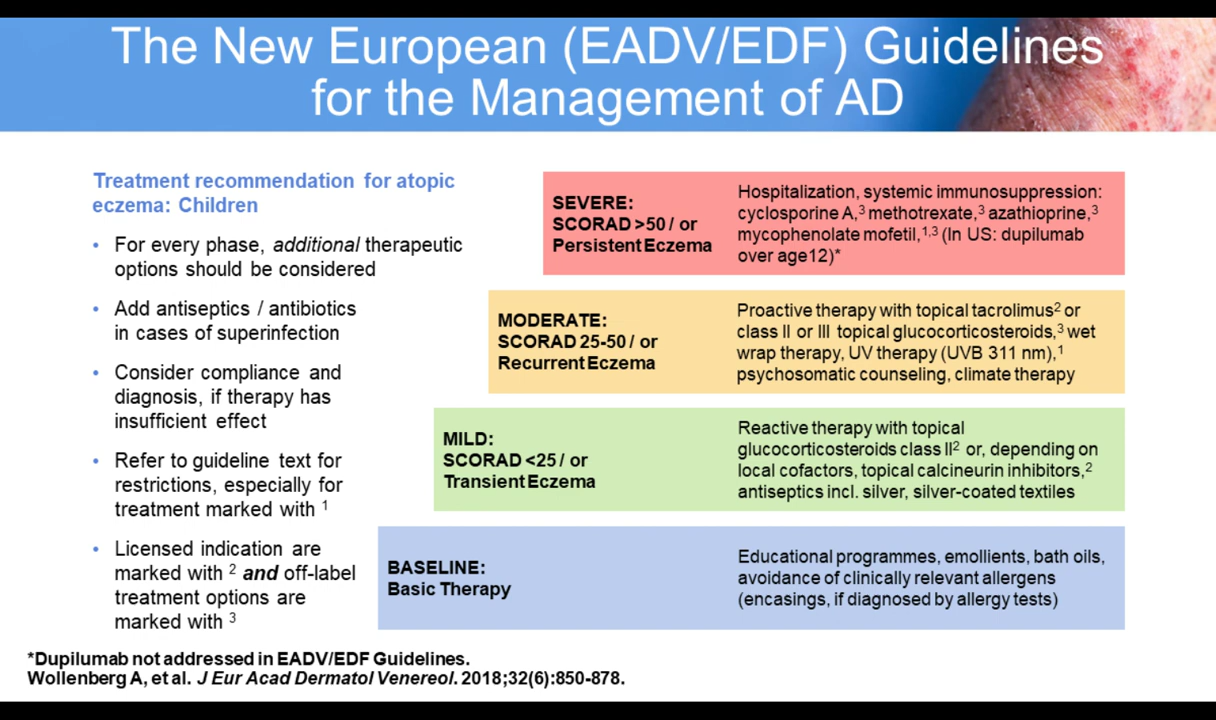 The New European (EADV/EDF) Guidelines
for the Management of AD
Treatment recommendation for atopic
eczema: Children
• For every phase, additional therapeutic
options should be considered
• Add antiseptics / antibiotics
in cases of superinfection
• Consider compliance and
diagnosis, if therapy has
insufficient effect
• Refer to guideline text for
restrictions, especially for
treatment marked with 1
• Licensed indication are
marked with 2 and off-label
treatment options are
marked with 3
SEVERE:
SCORAD >50 / or
Persistent Eczema
Hospitalization, systemic immunosuppression:
cyclosporine A,3 methotrexate,3 azathioprine,3
mycophenolate mofetil,1,3 (In US: dupilumab
over age12)*
MODERATE:
SCORAD 25-50 / or
Recurrent Eczema
Proactive therapy with topical tacrolimus2 or
class II or III topical glucocorticosteroids,3 wet
wrap therapy, UV therapy (UVB 311 nm),1
psychosomatic counseling, climate therapy
MILD:
SCORAD <25 / or
Transient Eczema
Reactive therapy with topical
glucocorticosteroids class II2 or, depending on
local cofactors, topical calcineurin inhibitors,2
antiseptics incl. silver, silver-coated textiles
BASELINE:
Basic Therapy
Educational programmes, emollients, bath oils,
avoidance of clinically relevant allergens
(encasings, if diagnosed by allergy tests)
*Dupilumab not addressed in EADV/EDF Guidelines.
Wollenberg A, et al. J Eur Acad Dermatol Venereol. 2018;32(6):850-878.